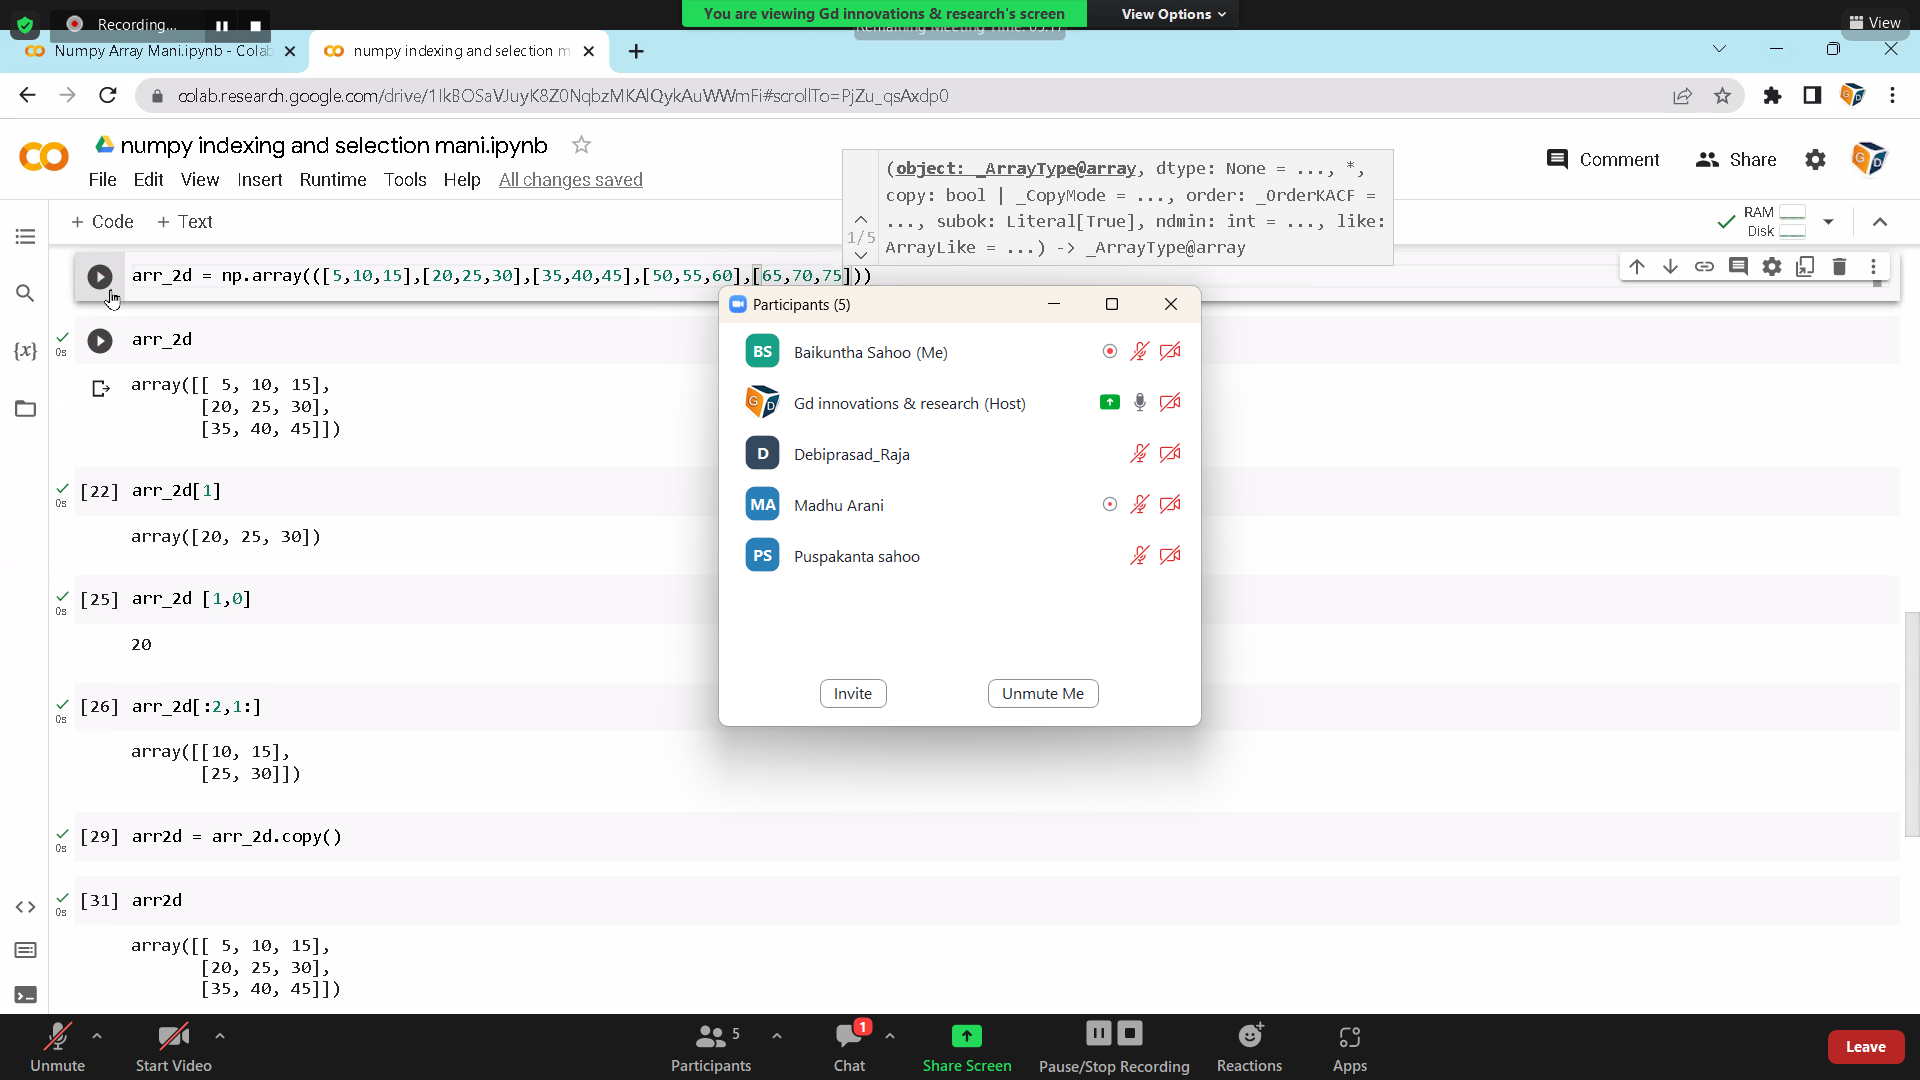 Recording...
You are viewing Gd innovations & research's screen
View Options
View
Numpy Array Mani.ipynb - Colab
numpy indexing and selection m
colab.research.google.com/drive/1IkBOSaVJuyK8Z0NqbzMKAlQykAuWWmFi#scrollTo=PjZu_qsAxdp0
numpy indexing and selection mani.ipynb
File Edit View Insert Runtime Tools Help All changes saved
Comment
Share
(object: _ArrayType@array, dtype: None = ..., *,
copy: bool | _CopyMode = ..., order: _OrderKACF =
..., subok: Literal[True], ndmin: int = ..., like:
ArrayLike = ...) -> _ArrayType@array
1/5
+ Code + Text
RAM
Disk
arr_2d = np.array(([5,10,15],[20,25,30],[35,40,45],[50,55,60],[65,70,75]))
0s
arr_2d
array([[ 5, 10, 15],
[20, 25, 30],
[35, 40, 45]])
0s
[22] arr_2d[1]
array([20, 25, 30])
0s
[25] arr_2d [1,0]
20
0s
[26] arr_2d[:2,1:]
array([[10, 15],
[25, 30]])
0s
[29] arr2d = arr_2d.copy()
0s
[31] arr2d
array([[ 5, 10, 15],
[20, 25, 30],
[35, 40, 45]])
Participants (5)
BS Baikuntha Sahoo (Me)
GD Gd innovations & research (Host)
D Debiprasad_Raja
MA Madhu Arani
PS Puspakanta sahoo
Invite
Unmute Me
Unmute
Start Video
Participants
5
Chat
1
Share Screen
Pause/Stop Recording
Reactions
Apps
Leave